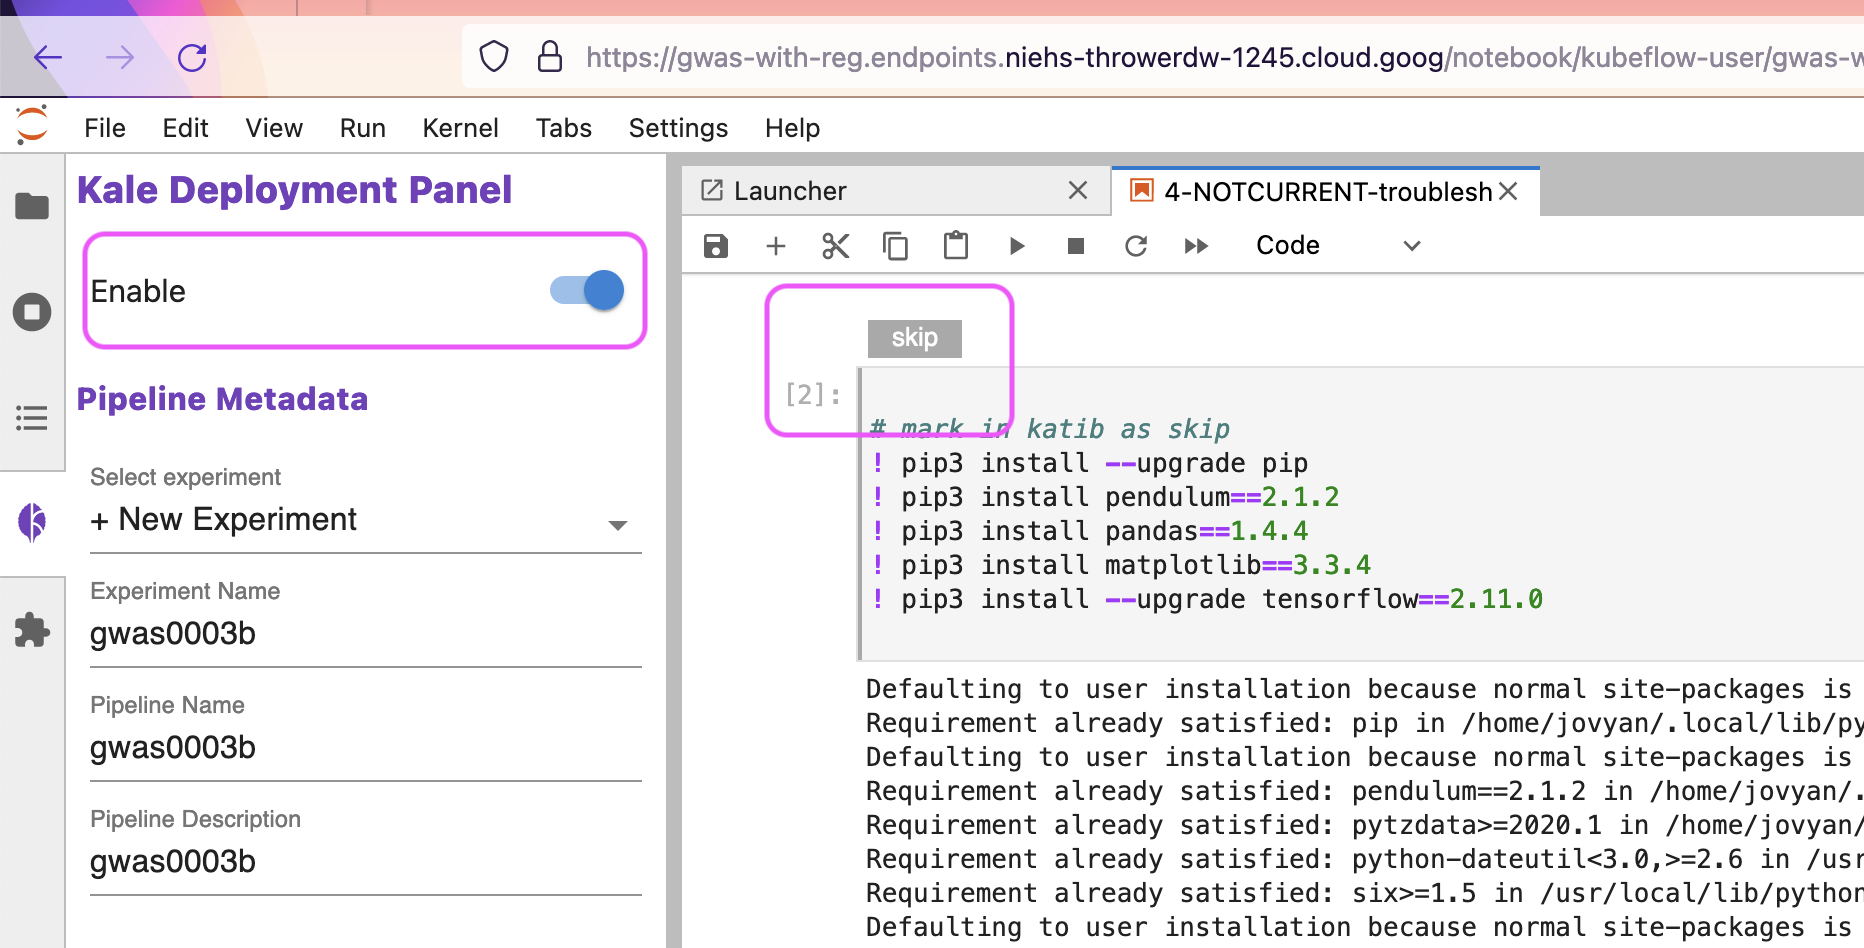 https://gwas-with-reg.endpoints.niehs-throwerdw-1245.cloud.goog/notebook/kubeflow-user/gwas-w
File Edit View Run Kernel Tabs Settings Help
Kale Deployment Panel
Enable
Pipeline Metadata
Select experiment
+ New Experiment
Experiment Name
gwas0003b
Pipeline Name
gwas0003b
Pipeline Description
gwas0003b
Launcher
4-NOTCURRENT-troublesh
Code
skip
[2]:
# mark in katib as skip
! pip3 install --upgrade pip
! pip3 install pendulum==2.1.2
! pip3 install pandas==1.4.4
! pip3 install matplotlib==3.3.4
! pip3 install --upgrade tensorflow==2.11.0
Defaulting to user installation because normal site-packages is
Requirement already satisfied: pip in /home/jovyan/.local/lib/py
Defaulting to user installation because normal site-packages is
Requirement already satisfied: pendulum==2.1.2 in /home/jovyan/.
Requirement already satisfied: pytzdata>=2020.1 in /home/jovyan/
Requirement already satisfied: python-dateutil<3.0,>=2.6 in /usr
Requirement already satisfied: six>=1.5 in /usr/local/lib/python
Defaulting to user installation because normal site-packages is